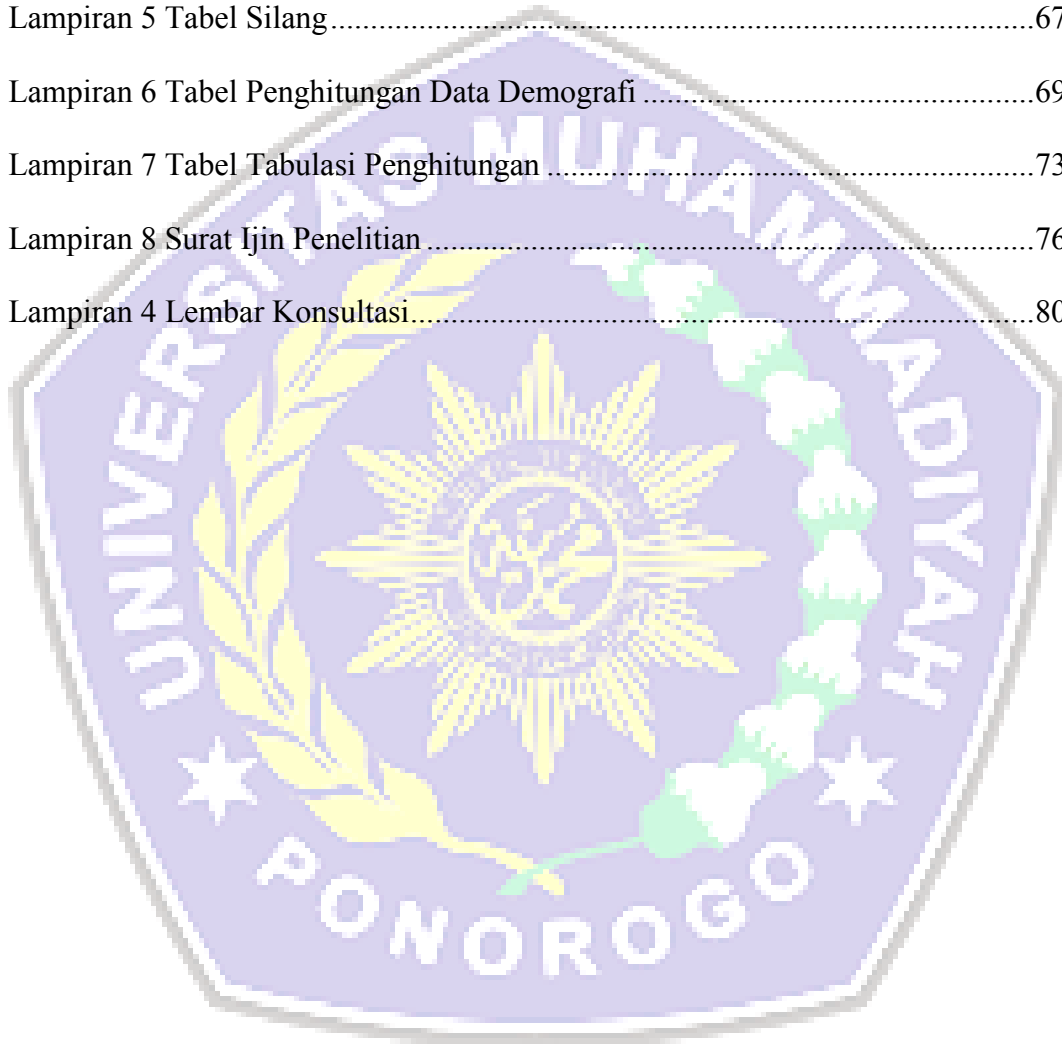 Lampiran 5 Tabel Silang....................................................................................67
Lampiran 6 Tabel Penghitungan Data Demografi ..............................................69
Lampiran 7 Tabel Tabulasi Penghitungan ..........................................................73
Lampiran 8 Surat Ijin Penelitian.........................................................................76
Lampiran 4 Lembar Konsultasi..........................................................................80
UNIVERSITAS MUHAMMADIYAH
PONOROGO